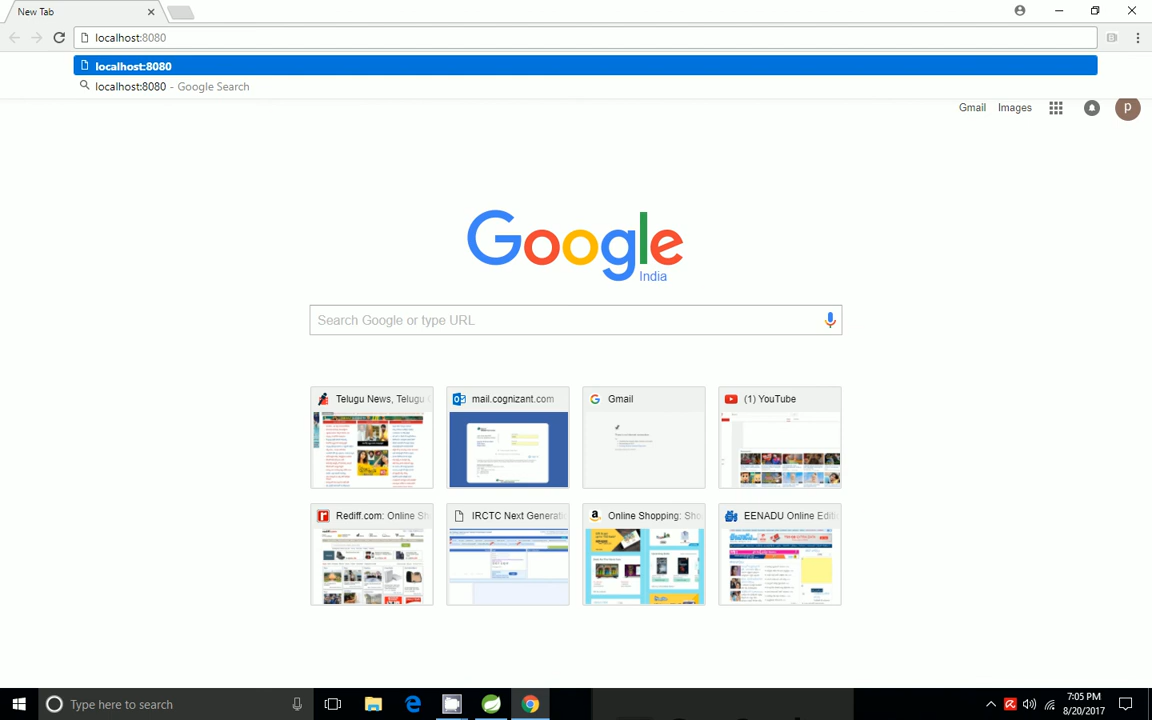 New Tab
localhost:8080
localhost:8080
localhost:8080 - Google Search
Gmail Images P
Google
India
Search Google or type URL
Telugu News, Telugu
mail.cognizant.com
Gmail
(1) YouTube
Rediff.com: Online Sh
IRCTC Next Generati
Online Shopping: Sho
EENADU Online Editi
Type here to search
7:05 PM
8/20/2017